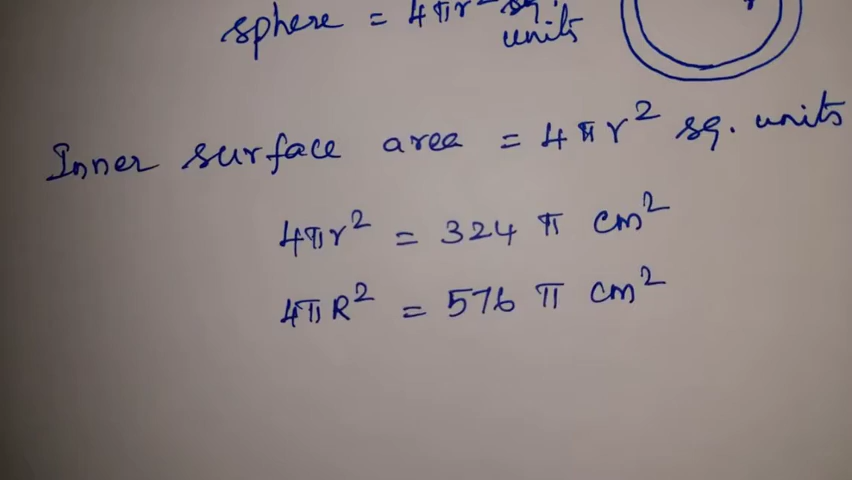 sphere = 4πr² sq.
units
Inner surface area = 4πr² sq. units
4πr² = 324 π cm²
4πR² = 576 π cm²